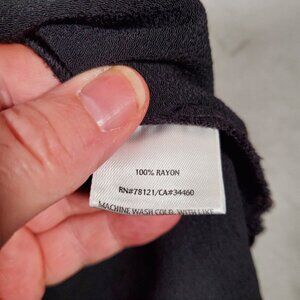 100% RAYON
RN#78121/CA#34460
MACHINE WASH COLD, WITH LIKE